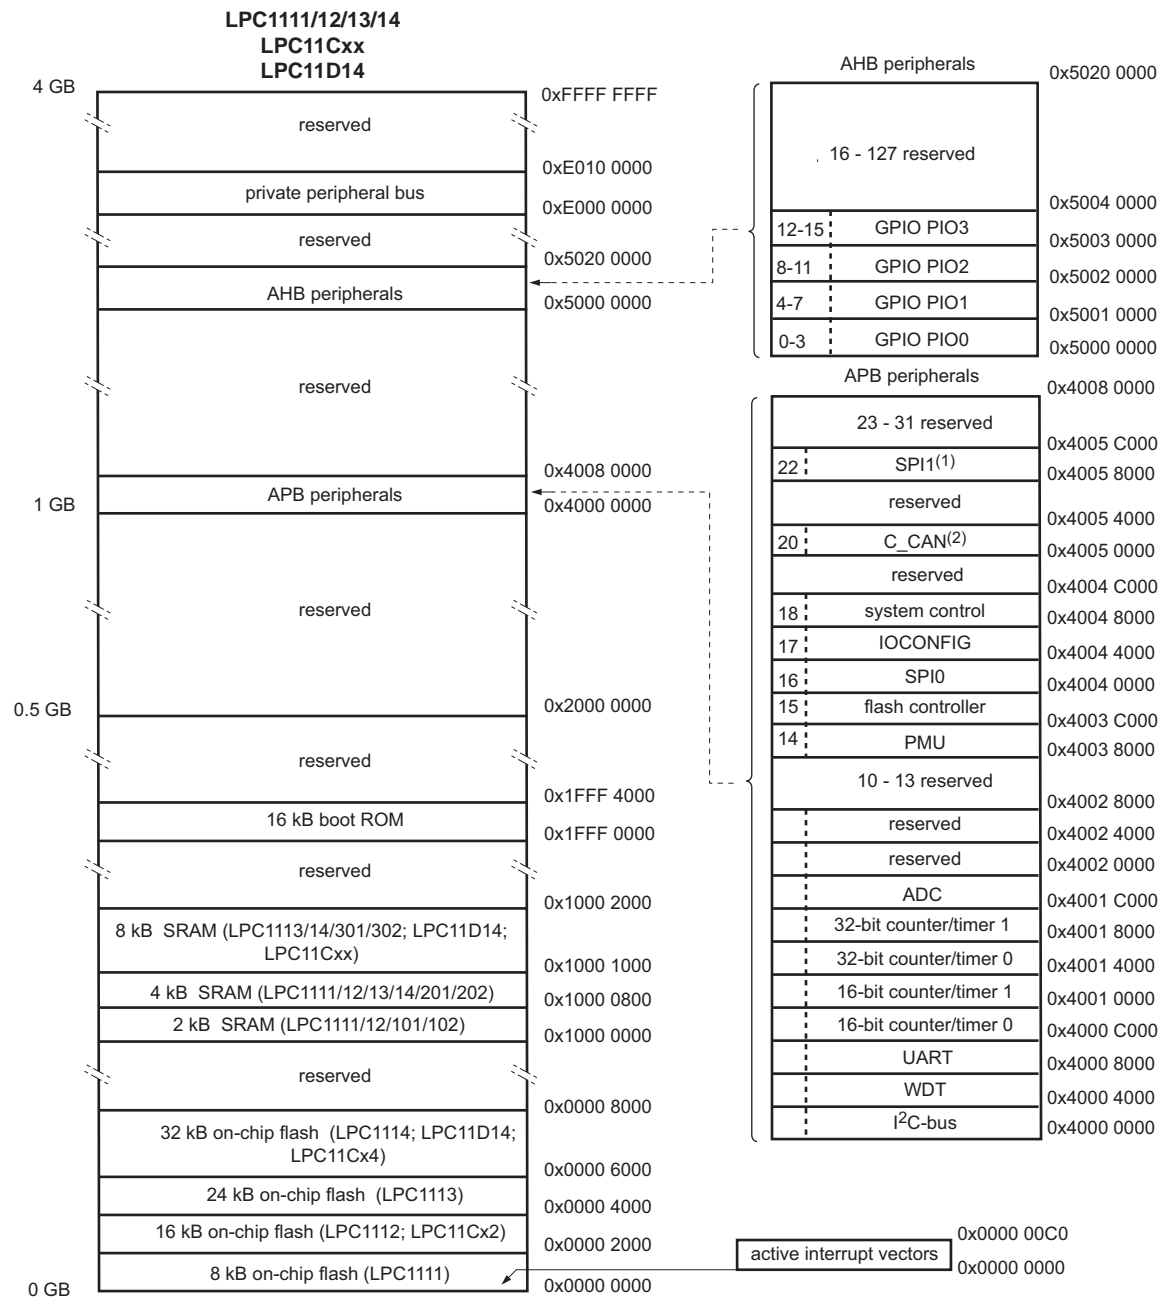 LPC1111/12/13/14
LPC11Cxx
LPC11D14
4 GB
0xFFFF FFFF
reserved
0xE010 0000
private peripheral bus
0xE000 0000
reserved
0x5020 0000
AHB peripherals
0x5000 0000
reserved
0x4008 0000
APB peripherals
1 GB
0x4000 0000
reserved
0.5 GB
0x2000 0000
reserved
0x1FFF 4000
16 kB boot ROM
0x1FFF 0000
reserved
0x1000 2000
8 kB SRAM (LPC1113/14/301/302; LPC11D14;
LPC11Cxx)
0x1000 1000
4 kB SRAM (LPC1111/12/13/14/201/202)
0x1000 0800
2 kB SRAM (LPC1111/12/101/102)
0x1000 0000
reserved
0x0000 8000
32 kB on-chip flash (LPC1114; LPC11D14;
LPC11Cx4)
0x0000 6000
24 kB on-chip flash (LPC1113)
0x0000 4000
16 kB on-chip flash (LPC1112; LPC11Cx2)
0x0000 2000
8 kB on-chip flash (LPC1111)
0 GB
0x0000 0000
AHB peripherals
0x5020 0000
16 - 127 reserved
0x5004 0000
12-15 GPIO PIO3
0x5003 0000
8-11 GPIO PIO2
0x5002 0000
4-7 GPIO PIO1
0x5001 0000
0-3 GPIO PIO0
0x5000 0000
APB peripherals
0x4008 0000
23 - 31 reserved
0x4005 C000
22 SPI1(1)
0x4005 8000
reserved
0x4005 4000
20 C_CAN(2)
0x4005 0000
reserved
0x4004 C000
18 system control
0x4004 8000
17 IOCONFIG
0x4004 4000
16 SPI0
0x4004 0000
15 flash controller
0x4003 C000
14 PMU
0x4003 8000
10 - 13 reserved
0x4002 8000
reserved
0x4002 4000
reserved
0x4002 0000
ADC
0x4001 C000
32-bit counter/timer 1
0x4001 8000
32-bit counter/timer 0
0x4001 4000
16-bit counter/timer 1
0x4001 0000
16-bit counter/timer 0
0x4000 C000
UART
0x4000 8000
WDT
0x4000 4000
I2C-bus
0x4000 0000
0x0000 00C0
active interrupt vectors
0x0000 0000